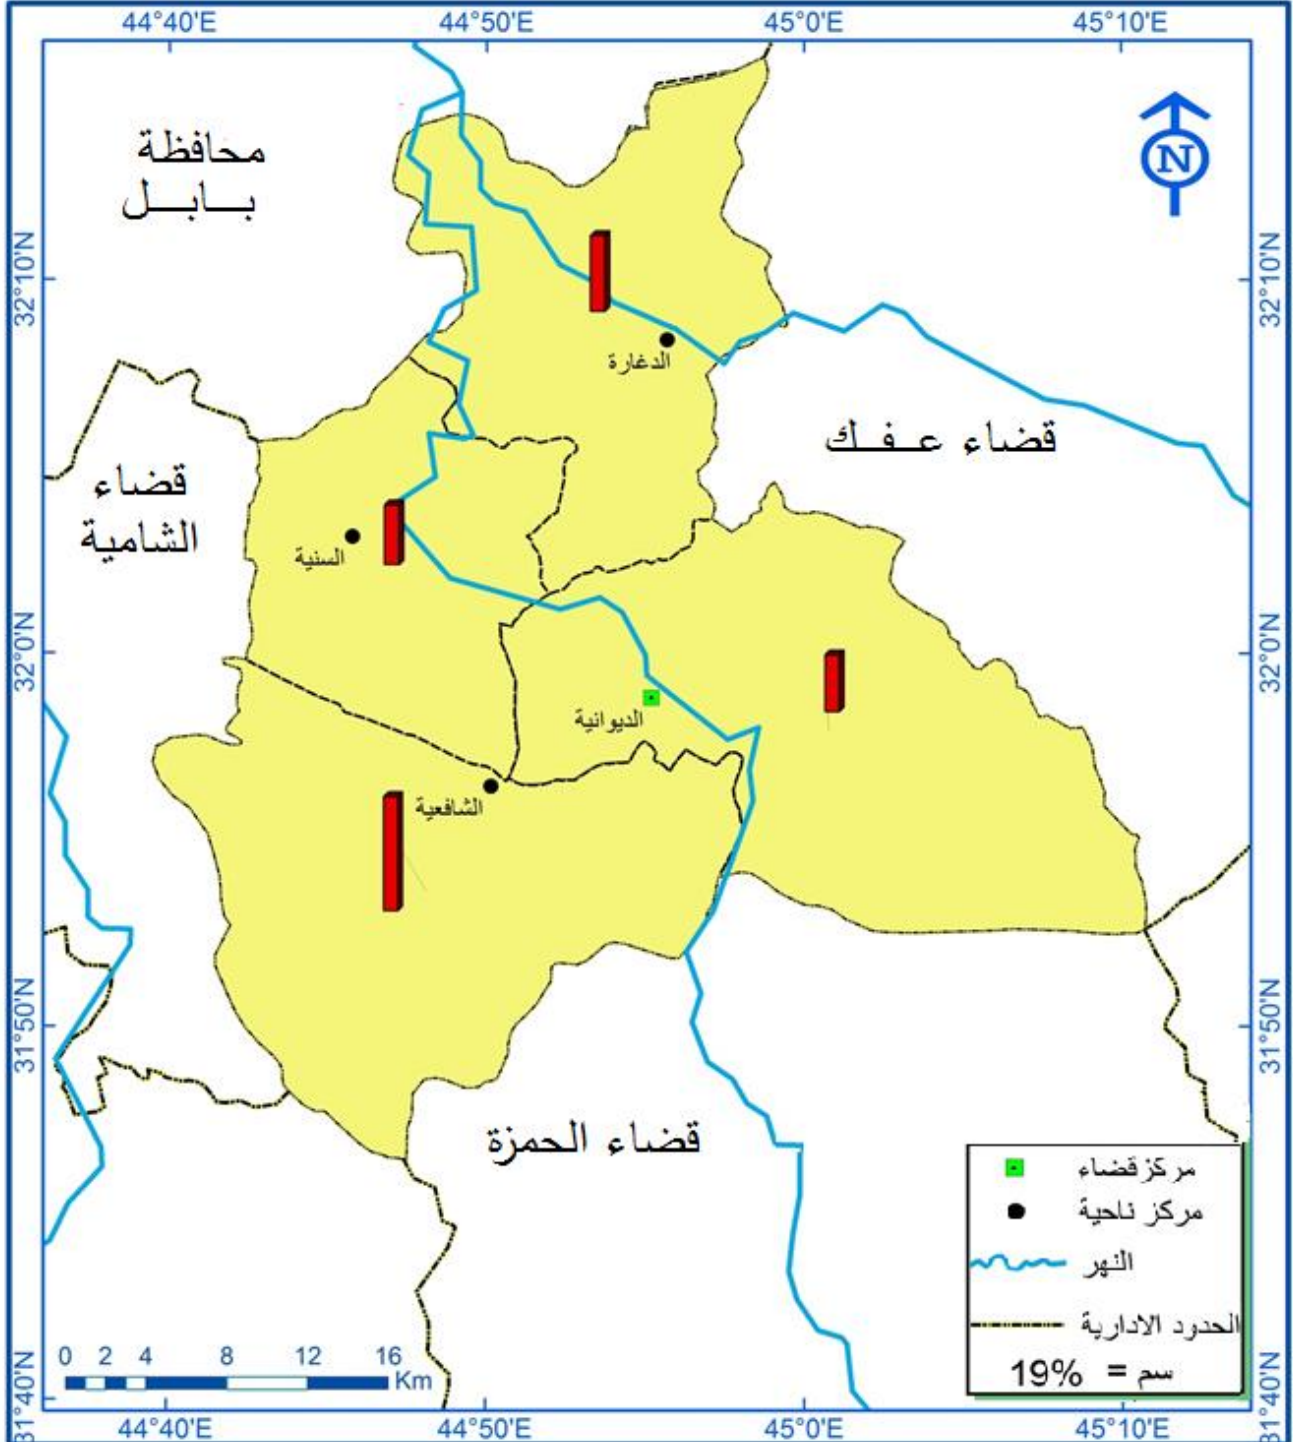 44°40'E 44°50'E 45°0'E 45°10'E
محافظة
بــابــل
N
32°10'N 32°10'N
الدغارة
قضاء عــفــك
قضاء
الشامية
السنية
32°0'N 32°0'N
الديوانية
الشافعية
31°50'N 31°50'N
قضاء الحمزة
مركز قضاء
مركز ناحية
النهر
الحدود الادارية
سم = 19%
0 2 4 8 12 16
Km
31°40'N 31°40'N
44°40'E 44°50'E 45°0'E 45°10'E